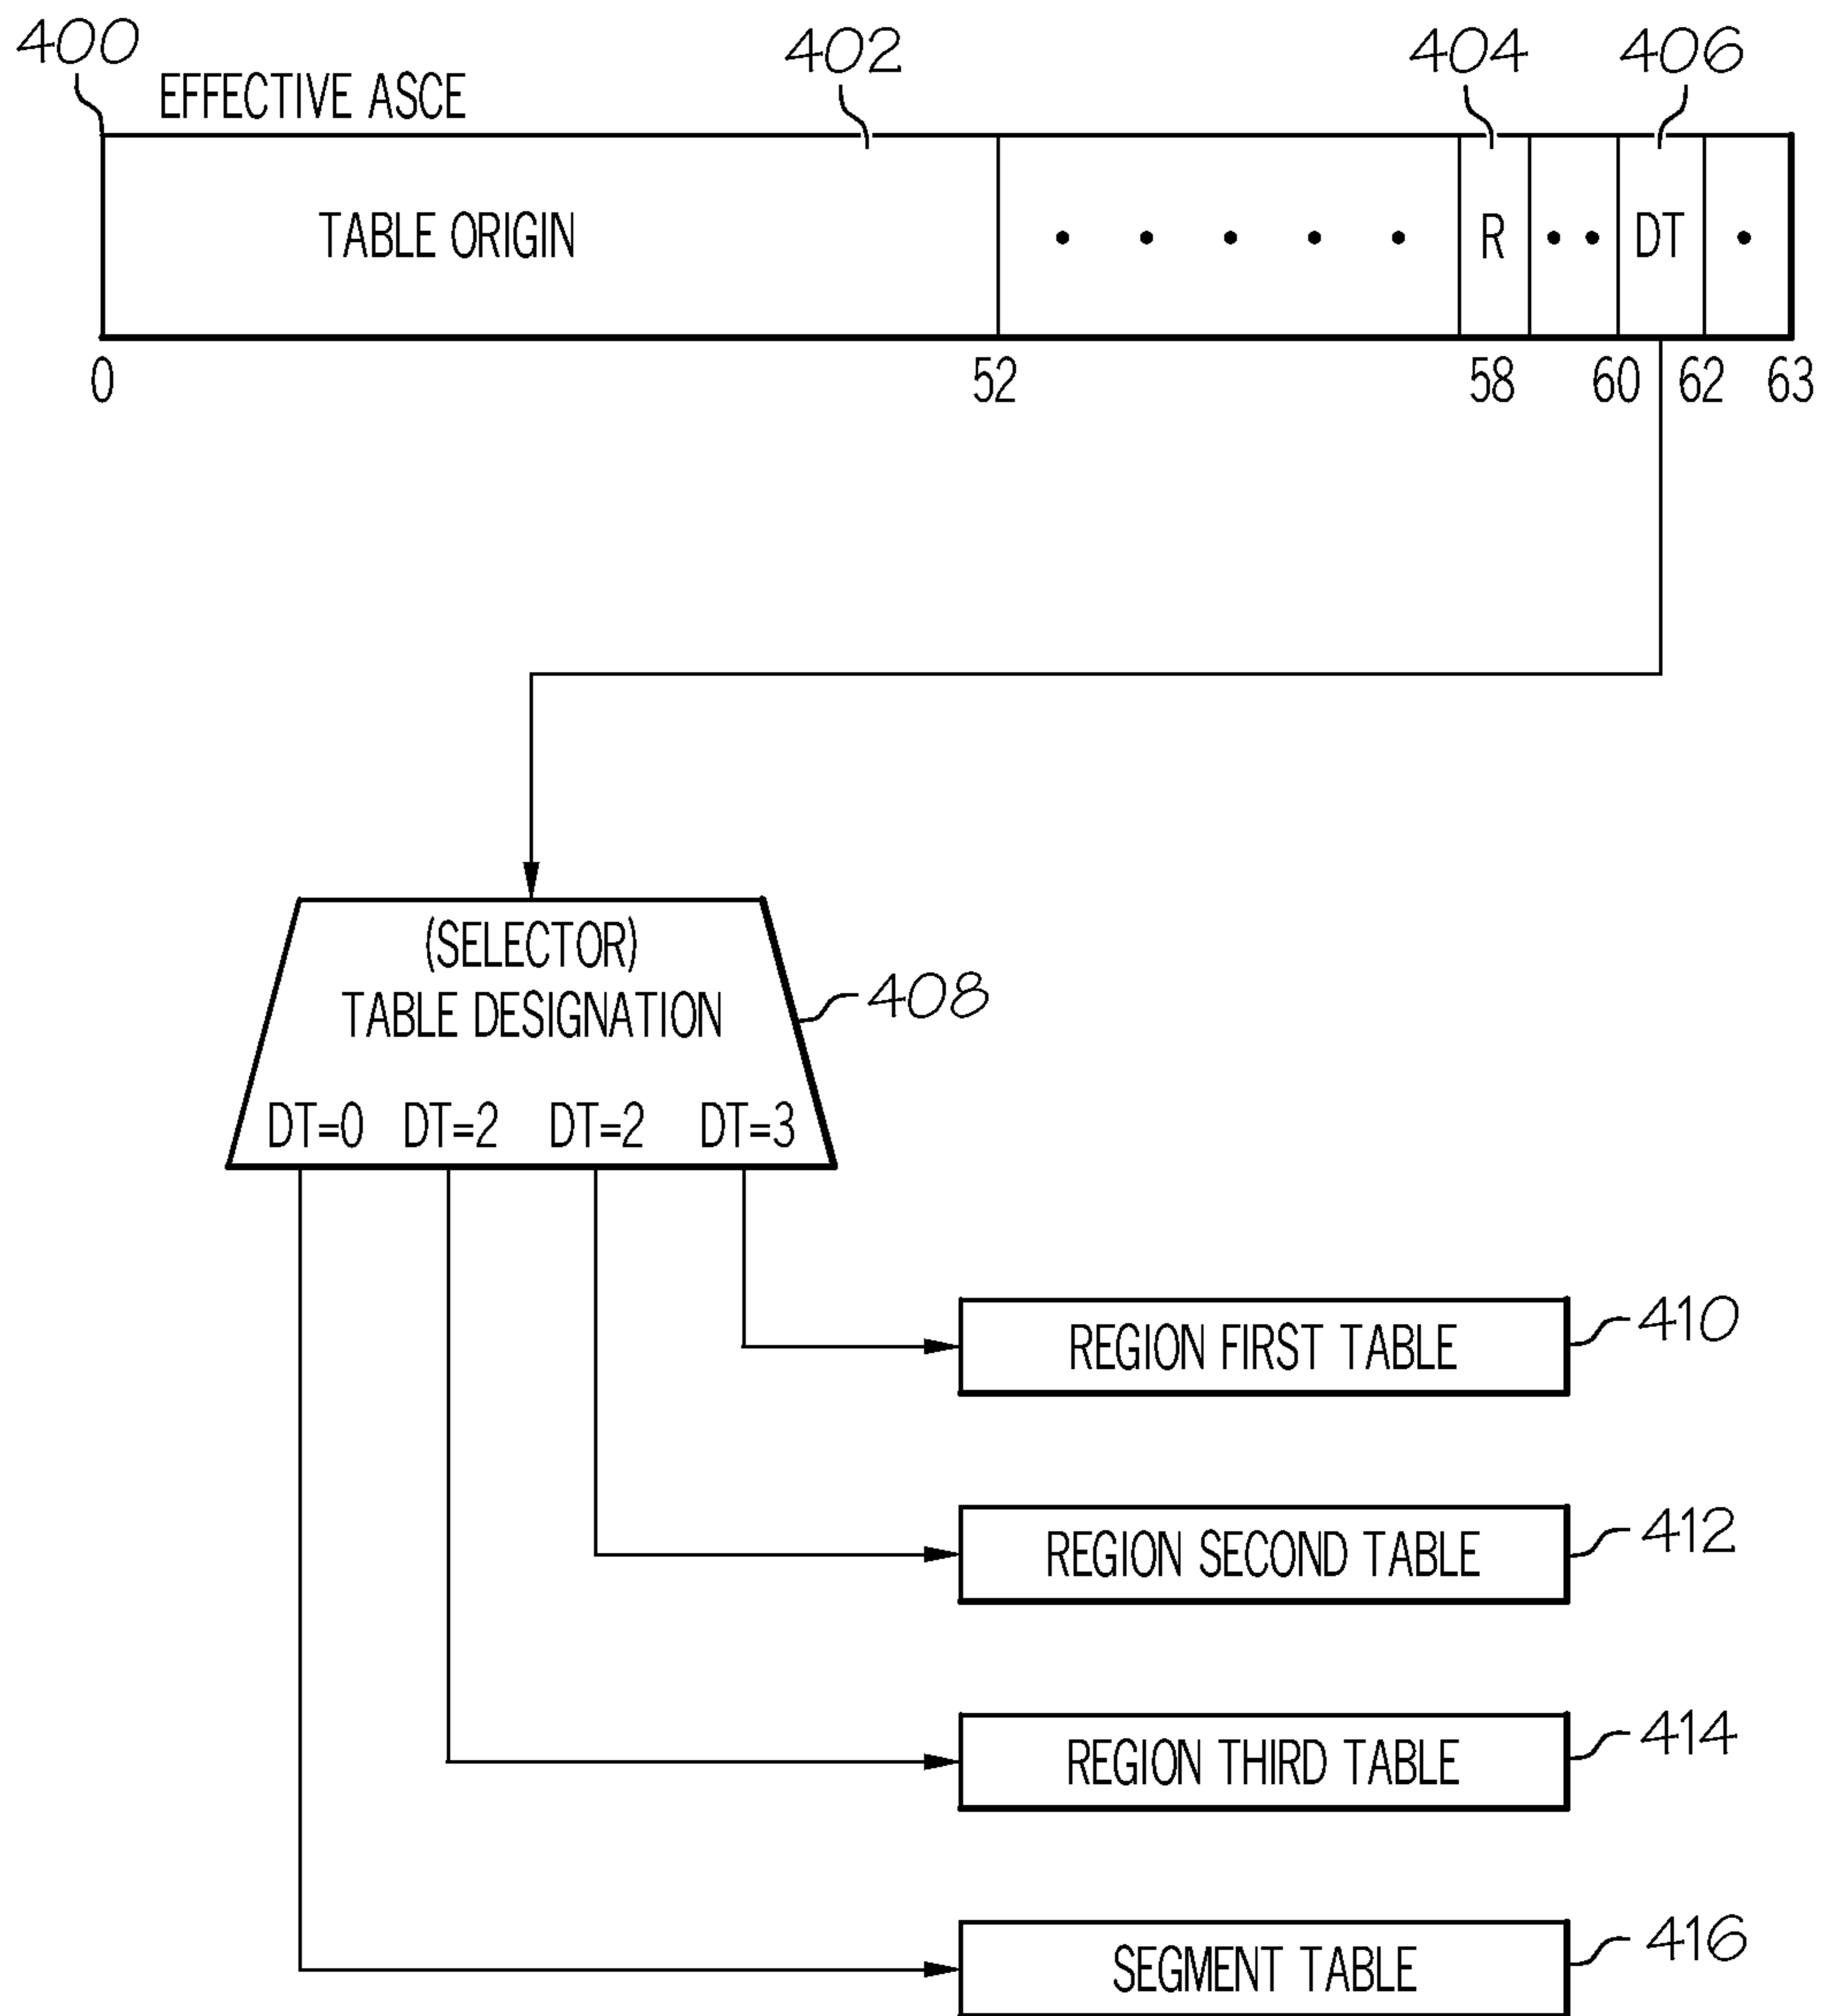 400 402 404 406
EFFECTIVE ASCE
TABLE ORIGIN • • • • • R • • DT •
0 52 58 60 62 63
(SELECTOR)
TABLE DESIGNATION
408
DT=0 DT=2 DT=2 DT=3
REGION FIRST TABLE 410
REGION SECOND TABLE 412
REGION THIRD TABLE 414
SEGMENT TABLE 416